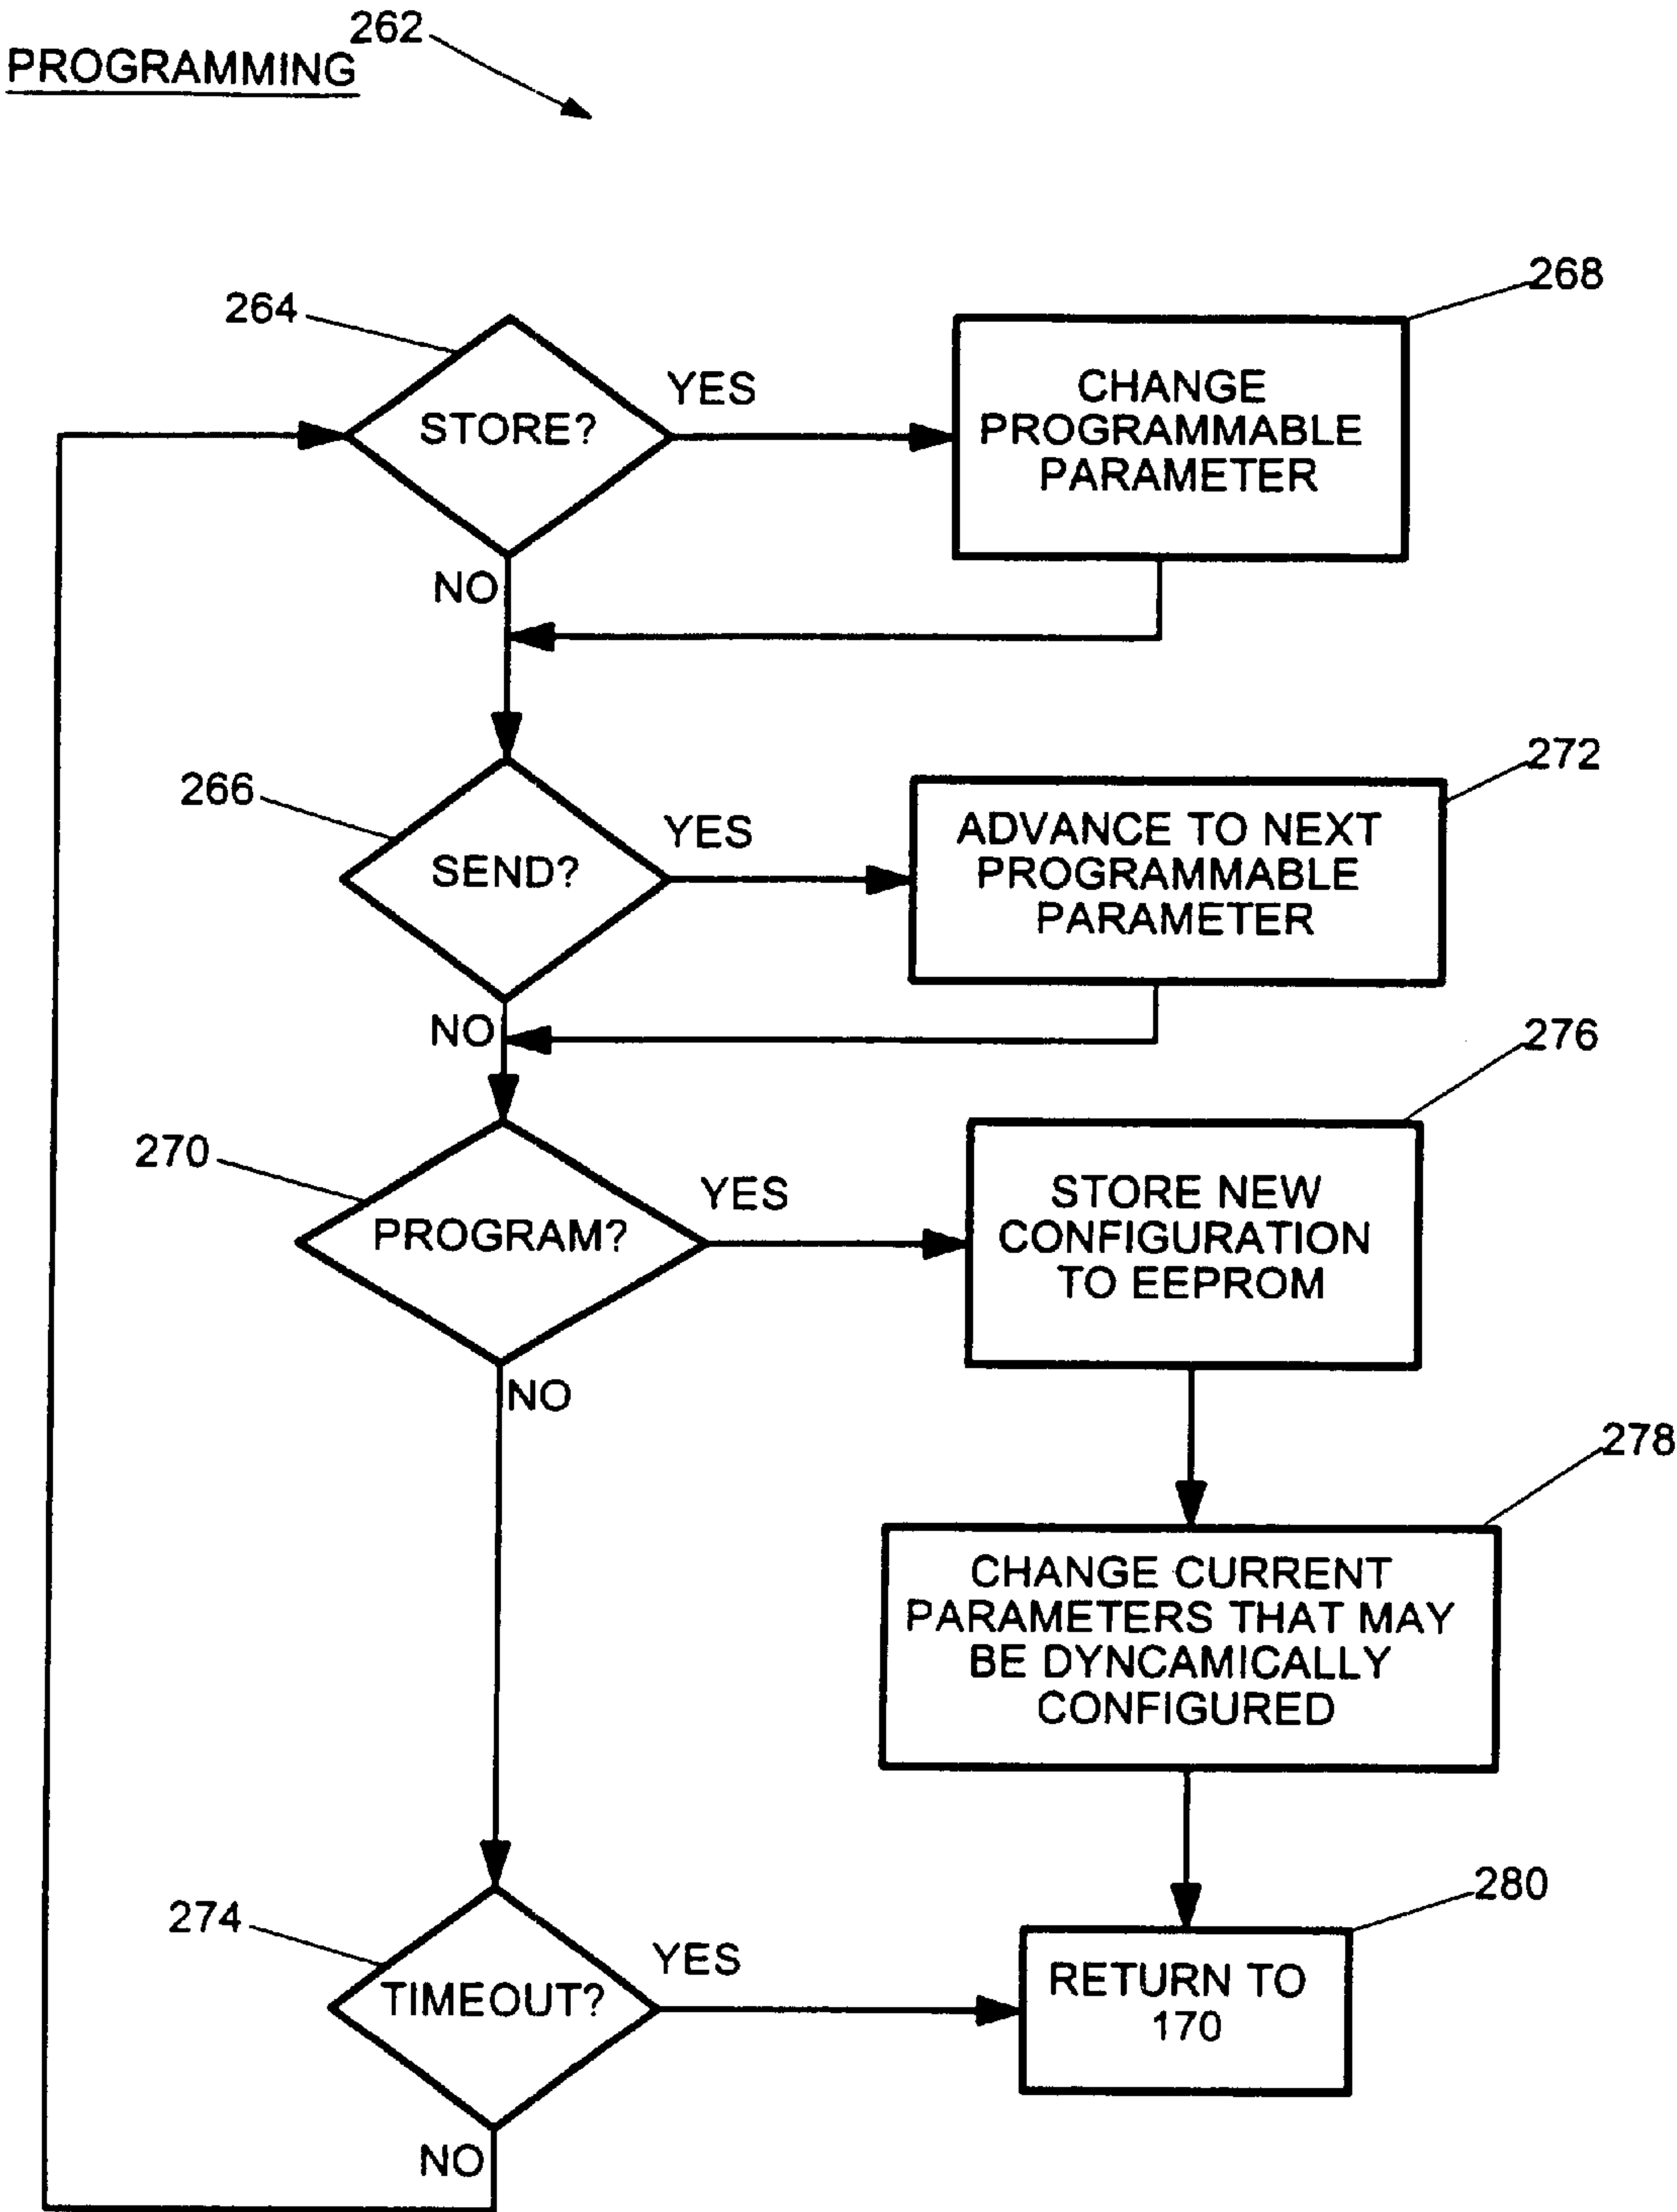 262
PROGRAMMING
268
264
YES
CHANGE
PROGRAMMABLE
PARAMETER
STORE?
NO
272
266
YES
ADVANCE TO NEXT
PROGRAMMABLE
PARAMETER
SEND?
NO
276
270
YES
STORE NEW
CONFIGURATION
TO EEPROM
PROGRAM?
NO
278
CHANGE CURRENT
PARAMETERS THAT MAY
BE DYNCAMICALLY
CONFIGURED
280
274
YES
RETURN TO
170
TIMEOUT?
NO